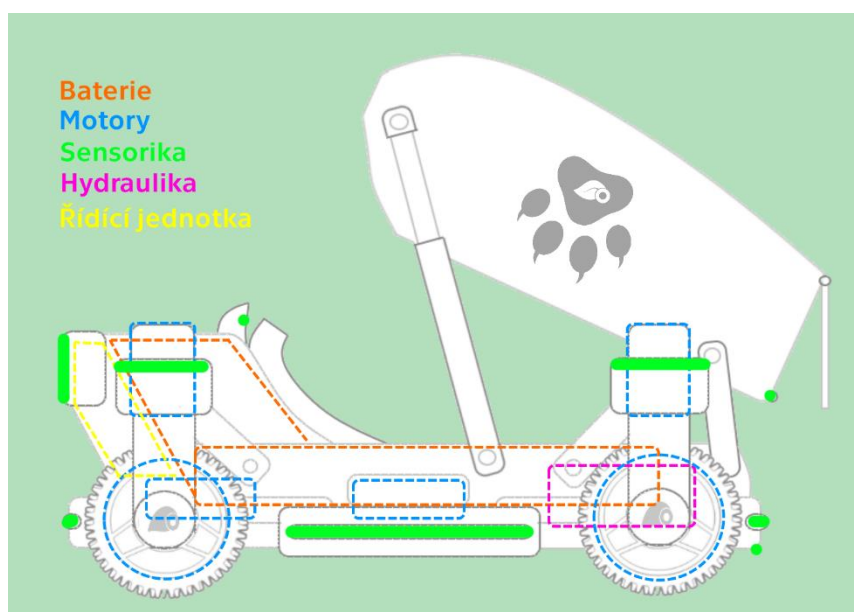 Baterie
Motory
Sensorika
Hydraulika
Řídící jednotka